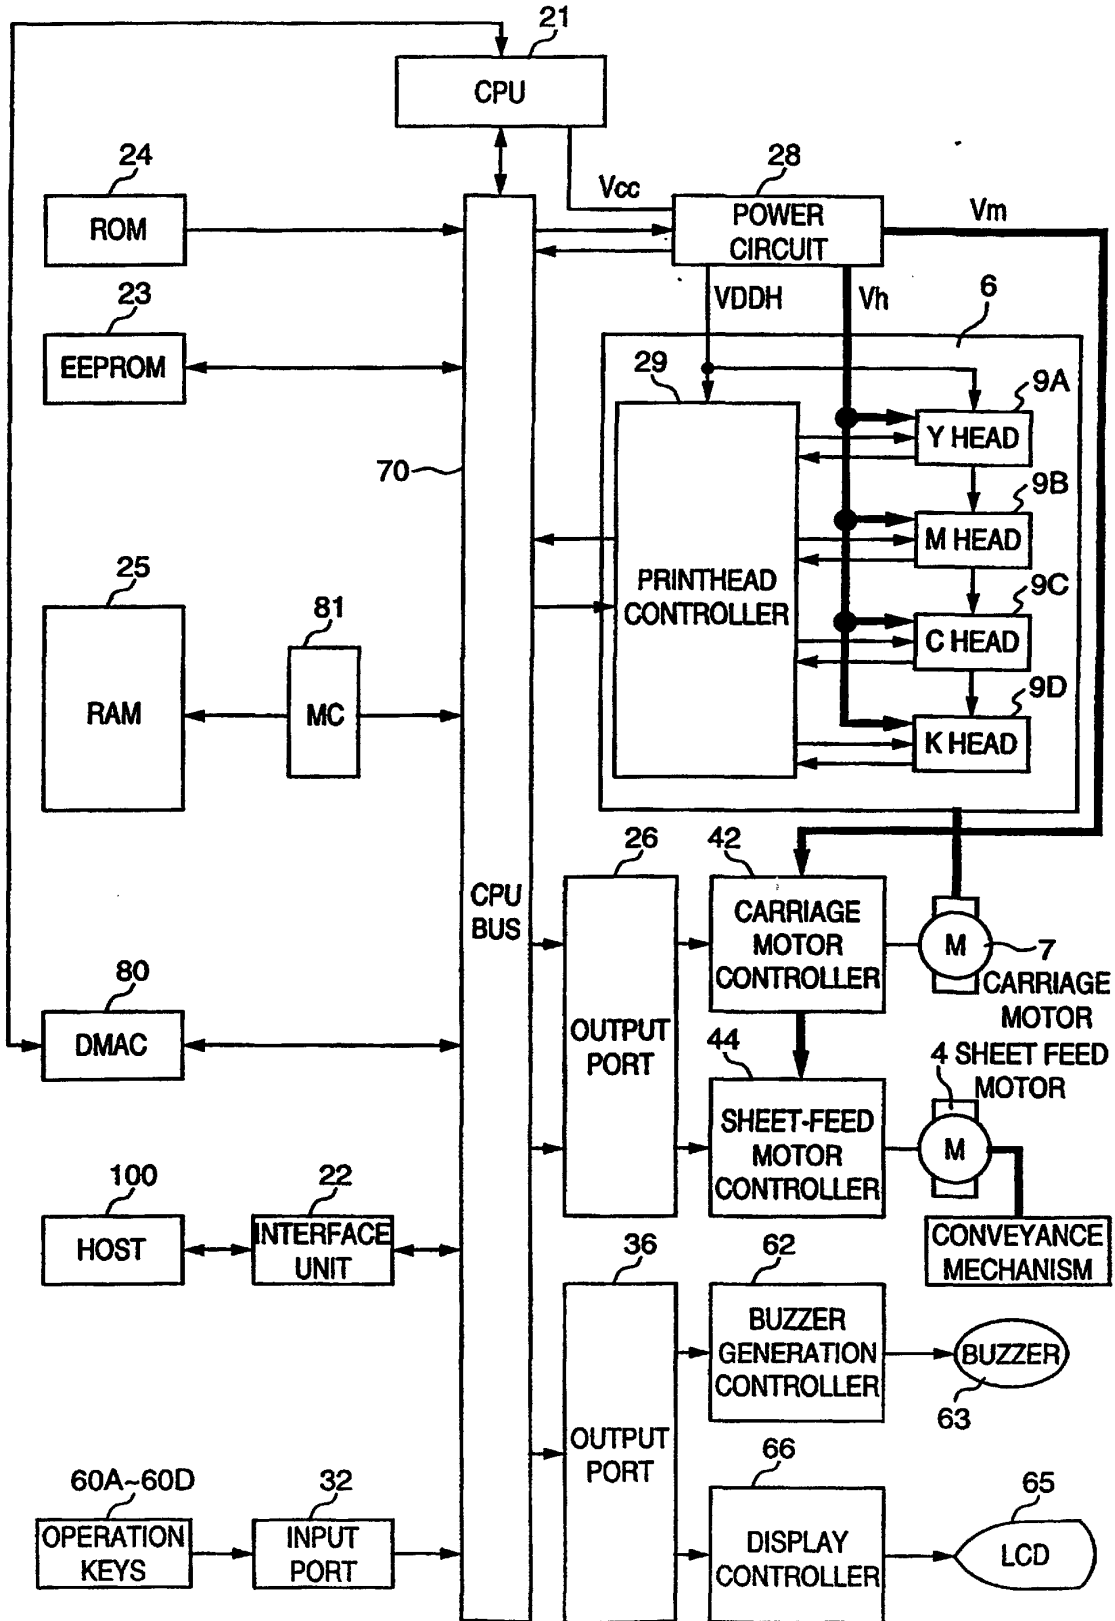 21
CPU
24
ROM
Vcc
28
POWER
CIRCUIT
Vm
VDDH
Vh
6
23
EEPROM
29
9A
Y HEAD
70
9B
M HEAD
25
RAM
81
MC
PRINTHEAD
CONTROLLER
9C
C HEAD
9D
K HEAD
CPU
BUS
26
OUTPUT
PORT
42
CARRIAGE
MOTOR
CONTROLLER
M
7
CARRIAGE
MOTOR
80
DMAC
44
SHEET-FEED
MOTOR
CONTROLLER
4 SHEET FEED
MOTOR
M
CONVEYANCE
MECHANISM
100
HOST
22
INTERFACE
UNIT
36
OUTPUT
PORT
62
BUZZER
GENERATION
CONTROLLER
BUZZER
63
60A~60D
OPERATION
KEYS
32
INPUT
PORT
66
DISPLAY
CONTROLLER
65
LCD